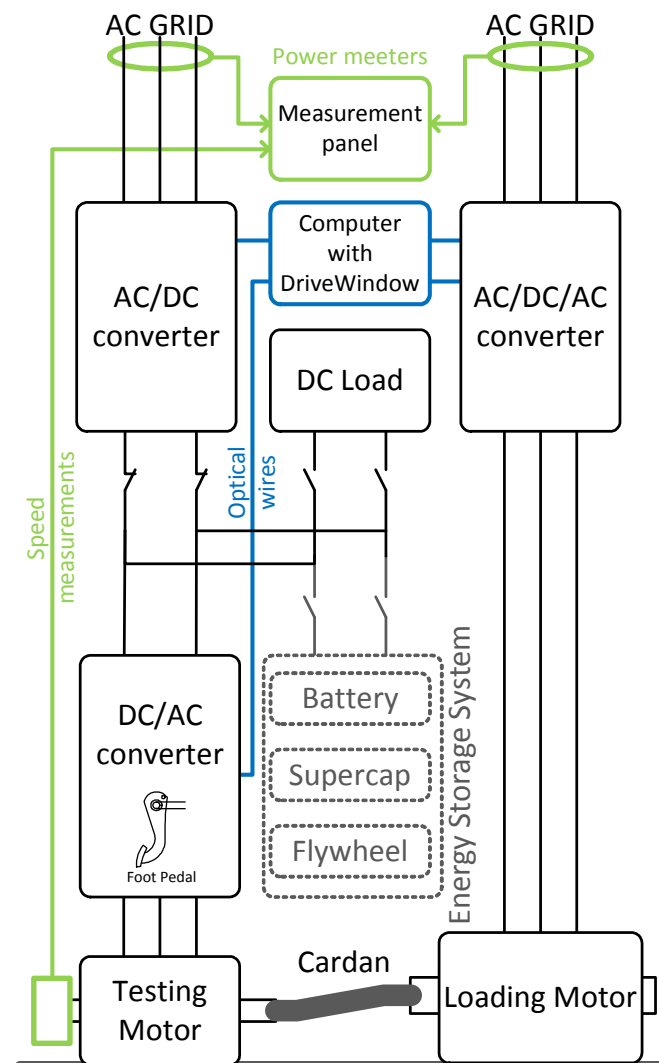 AC GRID
AC GRID
Power meeters
Measurement
panel
Computer
with
DriveWindow
AC/DC
converter
AC/DC/AC
converter
DC Load
Speed
measurements
Optical
wires
DC/AC
converter
Foot Pedal
Battery
Supercap
Flywheel
Energy Storage System
Cardan
Testing
Motor
Loading Motor